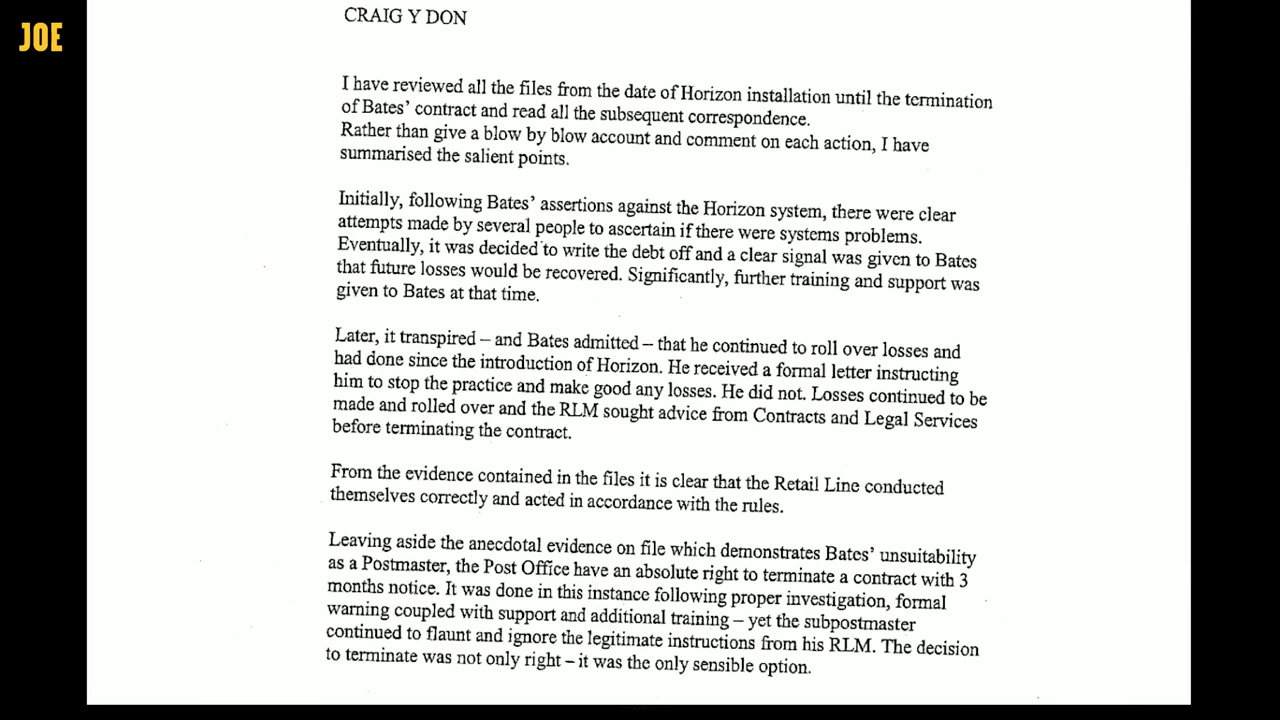 JOE
CRAIG Y DON
I have reviewed all the files from the date of Horizon installation until the termination
of Bates' contract and read all the subsequent correspondence.
Rather than give a blow by blow account and comment on each action, I have
summarised the salient points.
Initially, following Bates' assertions against the Horizon system, there were clear
attempts made by several people to ascertain if there were systems problems.
Eventually, it was decided to write the debt off and a clear signal was given to Bates
that future losses would be recovered. Significantly, further training and support was
given to Bates at that time.
Later, it transpired – and Bates admitted – that he continued to roll over losses and
had done since the introduction of Horizon. He received a formal letter instructing
him to stop the practice and make good any losses. He did not. Losses continued to be
made and rolled over and the RLM sought advice from Contracts and Legal Services
before terminating the contract.
From the evidence contained in the files it is clear that the Retail Line conducted
themselves correctly and acted in accordance with the rules.
Leaving aside the anecdotal evidence on file which demonstrates Bates' unsuitability
as a Postmaster, the Post Office have an absolute right to terminate a contract with 3
months notice. It was done in this instance following proper investigation, formal
warning coupled with support and additional training – yet the subpostmaster
continued to flaunt and ignore the legitimate instructions from his RLM. The decision
to terminate was not only right – it was the only sensible option.